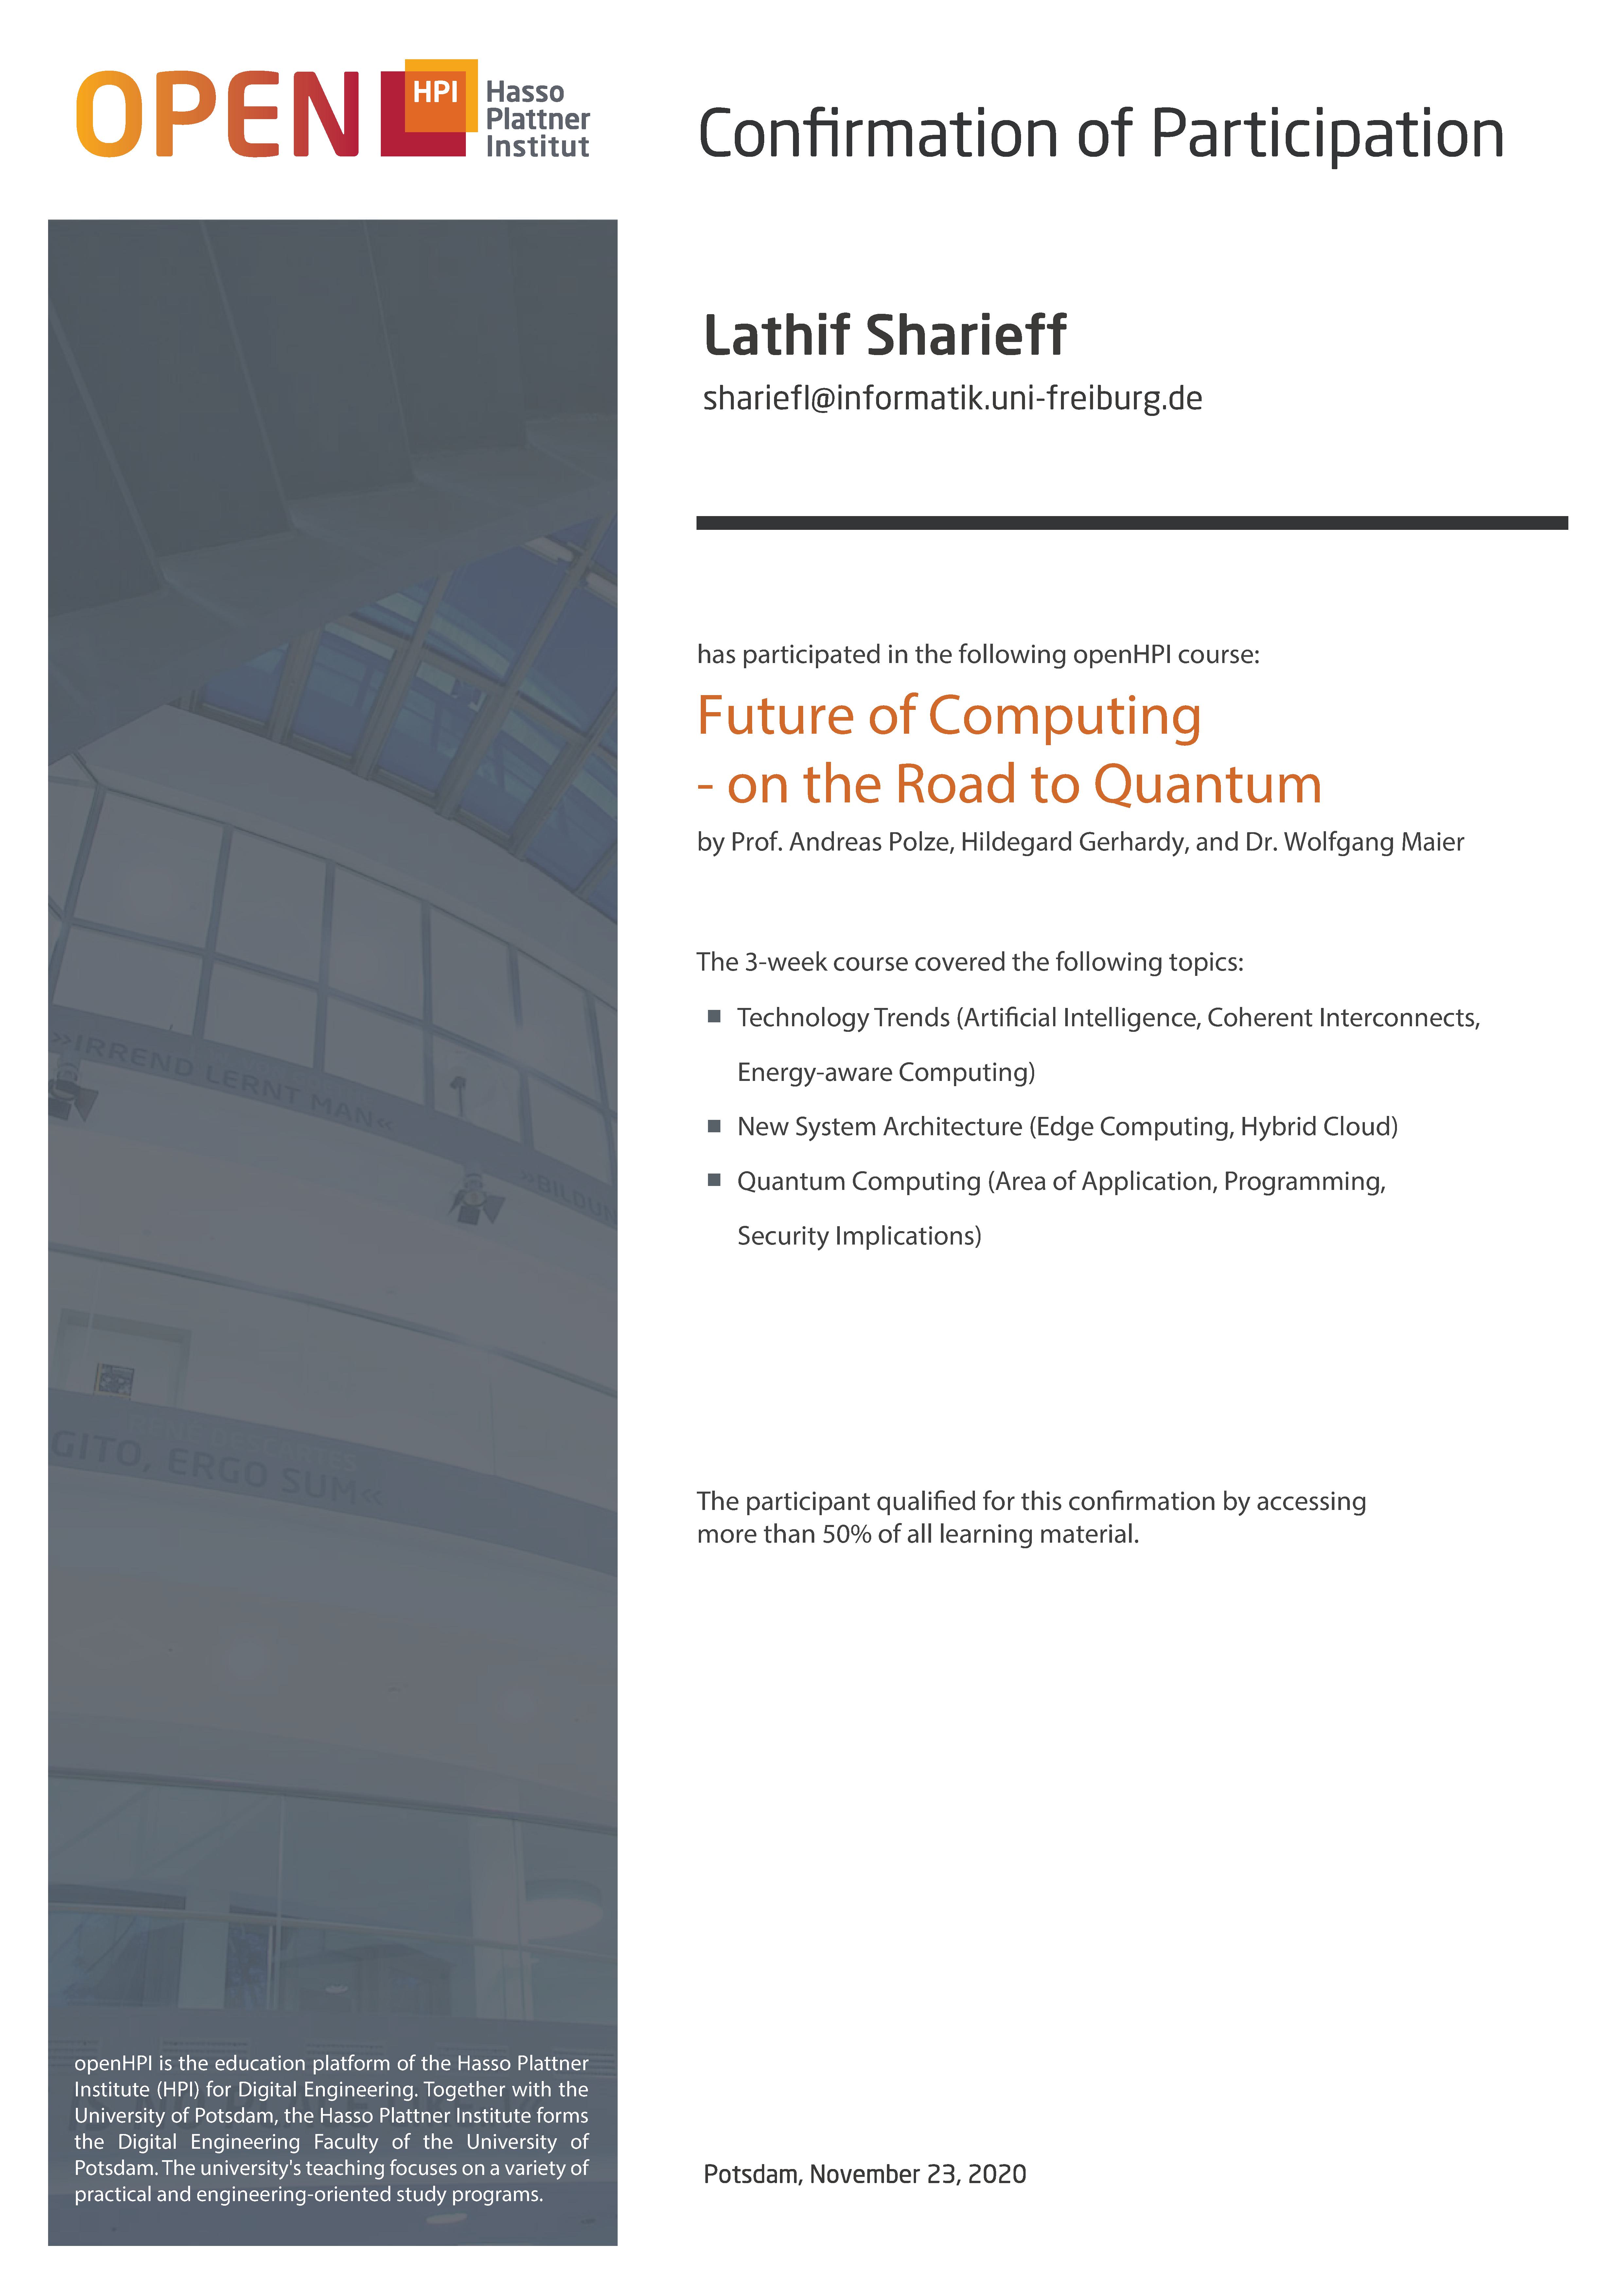 OPEN
HPI
Hasso
Plattner
Institut
Confirmation of Participation
Lathif Sharieff
shariefl@informatik.uni-freiburg.de
has participated in the following openHPI course:
Future of Computing
- on the Road to Quantum
by Prof. Andreas Polze, Hildegard Gerhardy, and Dr. Wolfgang Maier
The 3-week course covered the following topics:
■ Technology Trends (Artificial Intelligence, Coherent Interconnects,
Energy-aware Computing)
■ New System Architecture (Edge Computing, Hybrid Cloud)
■ Quantum Computing (Area of Application, Programming,
Security Implications)
The participant qualified for this confirmation by accessing
more than 50% of all learning material.
Potsdam, November 23, 2020
»IRREND LERNT MAN«
»BILDUN
RENÉ DESCARTES
GITO, ERGO SUM«
openHPI is the education platform of the Hasso Plattner
Institute (HPI) for Digital Engineering. Together with the
University of Potsdam, the Hasso Plattner Institute forms
the Digital Engineering Faculty of the University of
Potsdam. The university's teaching focuses on a variety of
practical and engineering-oriented study programs.